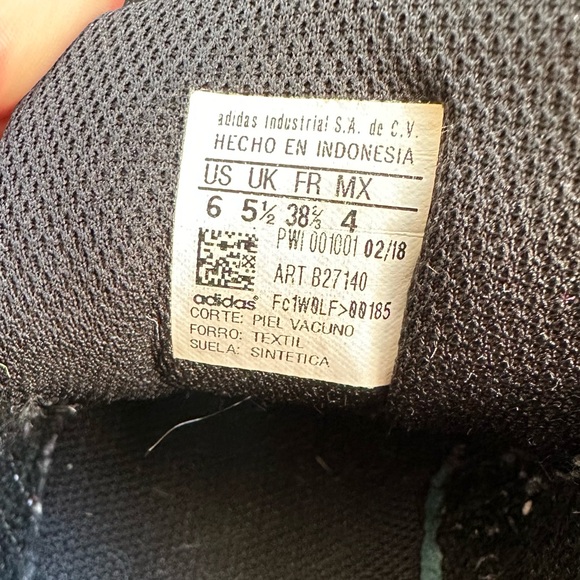 adidas Industrial S.A. de C.V.
HECHO EN INDONESIA
US UK FR MX
6 5½ 38⅔ 4
PWI 001001 02/18
ART B27140
adidas® Fc1W0LF>00185
CORTE: PIEL VACUNO
FORRO: TEXTIL
SUELA: SINTETICA